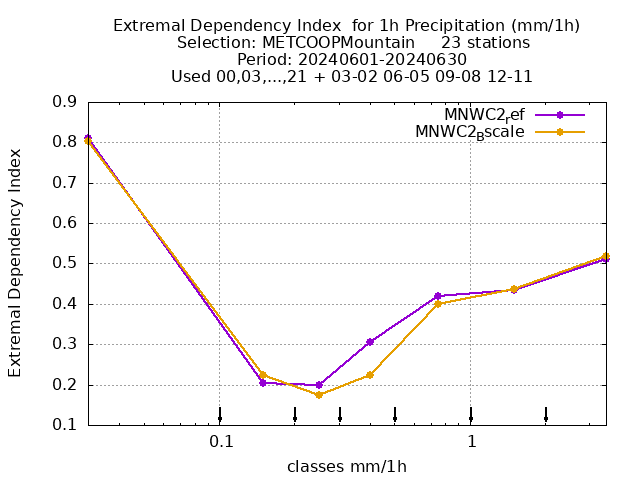 Extremal Dependency Index  for 1h Precipitation (mm/1h)
Selection: METCOOPMountain     23 stations
Period: 20240601-20240630
Used 00,03,...,21 + 03-02 06-05 09-08 12-11
MNWC2ref
MNWC2Bscale
Extremal Dependency Index
0.9
0.8
0.7
0.6
0.5
0.4
0.3
0.2
0.1
0.1 1
classes mm/1h